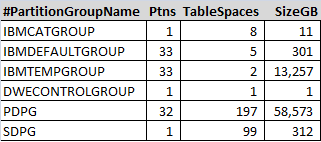 #PartitionGroupName Ptns TableSpaces SizeGB
IBMCATGROUP 1 8 11
IBMDEFAULTGROUP 33 5 301
IBMTEMPGROUP 33 2 13,257
DWECONTROLGROUP 1 1 1
PDPG 32 197 58,573
SDPG 1 99 312